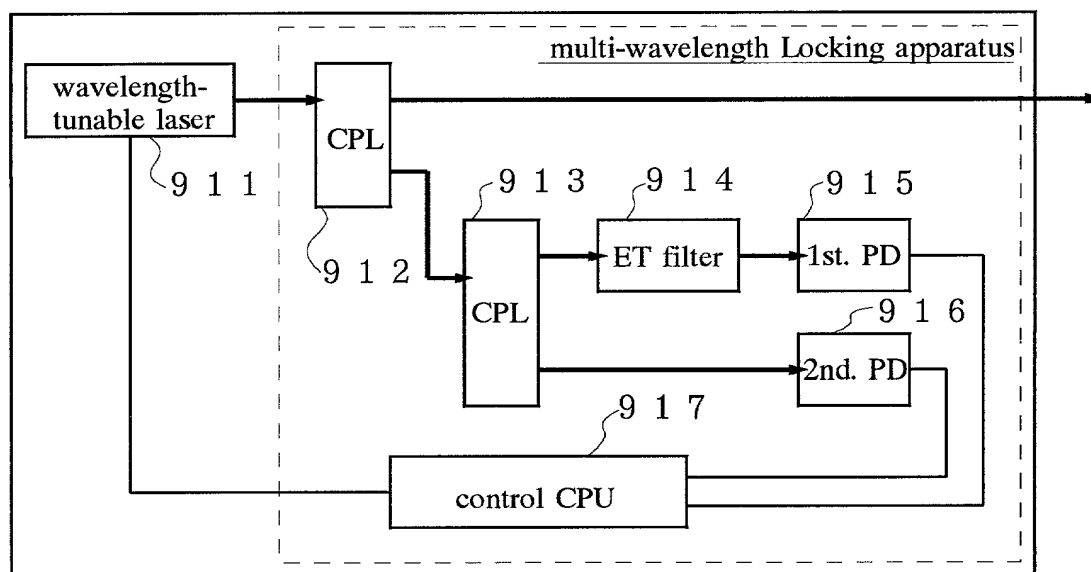 multi-wavelength Locking apparatus
wavelength-
tunable laser
CPL
911
912
913
914
915
ET filter
1st. PD
CPL
916
2nd. PD
917
control CPU